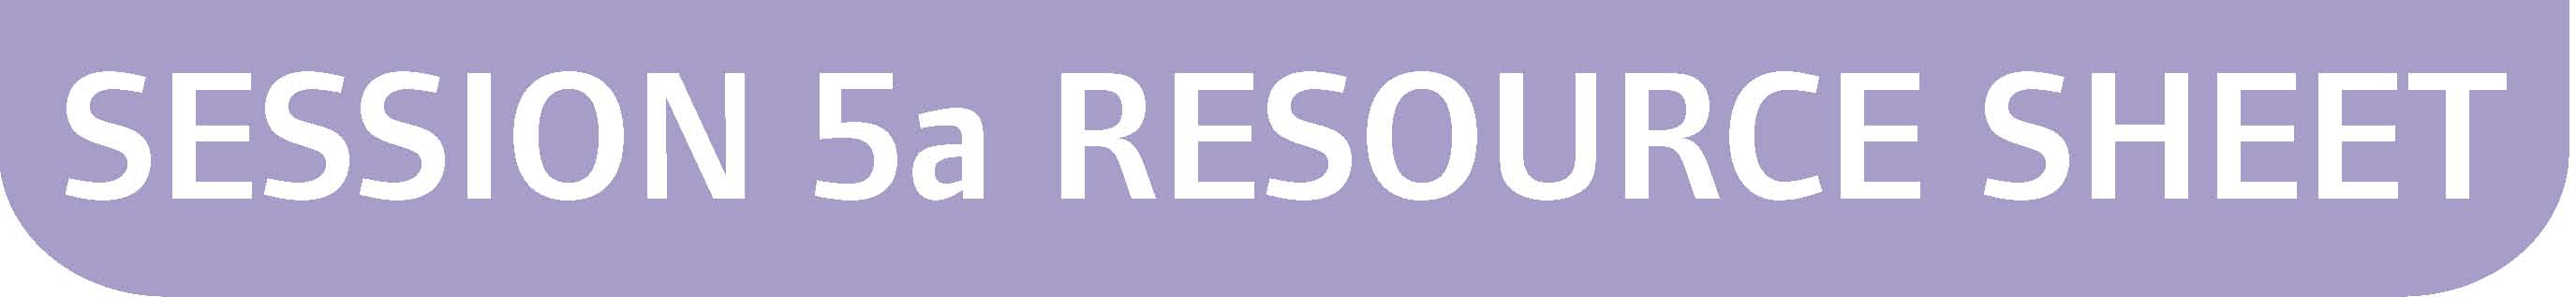 SESSION 5a RESOURCE SHEET